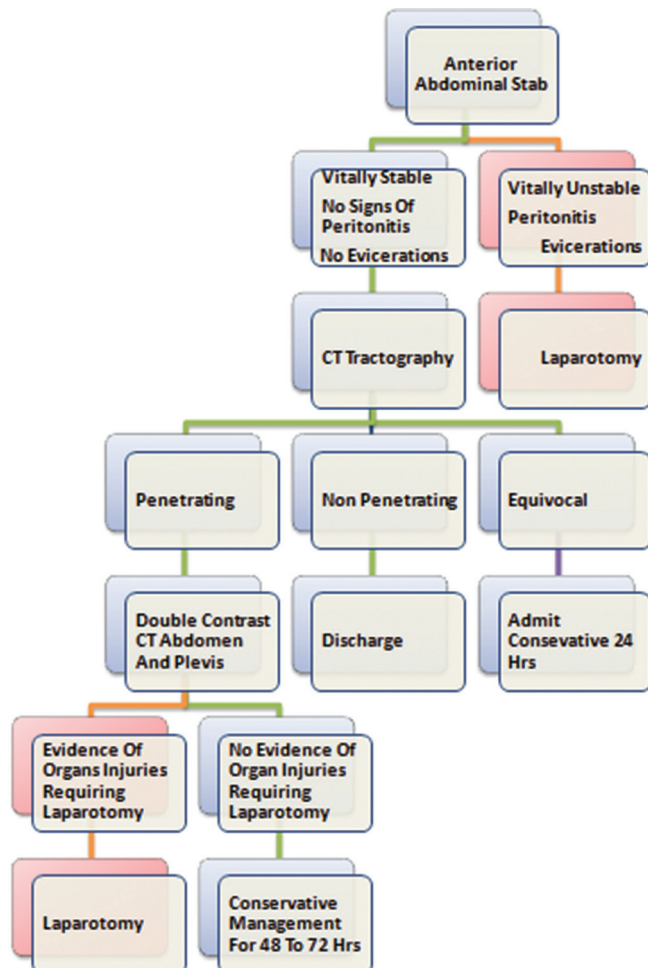 Anterior
Abdominal Stab
Vitally Stable
No Signs Of
Peritonitis
No Evicerations
Vitally Unstable
Peritonitis
Evicerations
CT Tractography
Laparotomy
Penetrating
Non Penetrating
Equivocal
Double Contrast
CT Abdomen
And Plevis
Discharge
Admit
Consevative 24
Hrs
Evidence Of
Organs Injuries
Requiring
Laparotomy
No Evidence Of
Organ Injuries
Requiring
Laparotomy
Laparotomy
Conservative
Management
For 48 To 72 Hrs